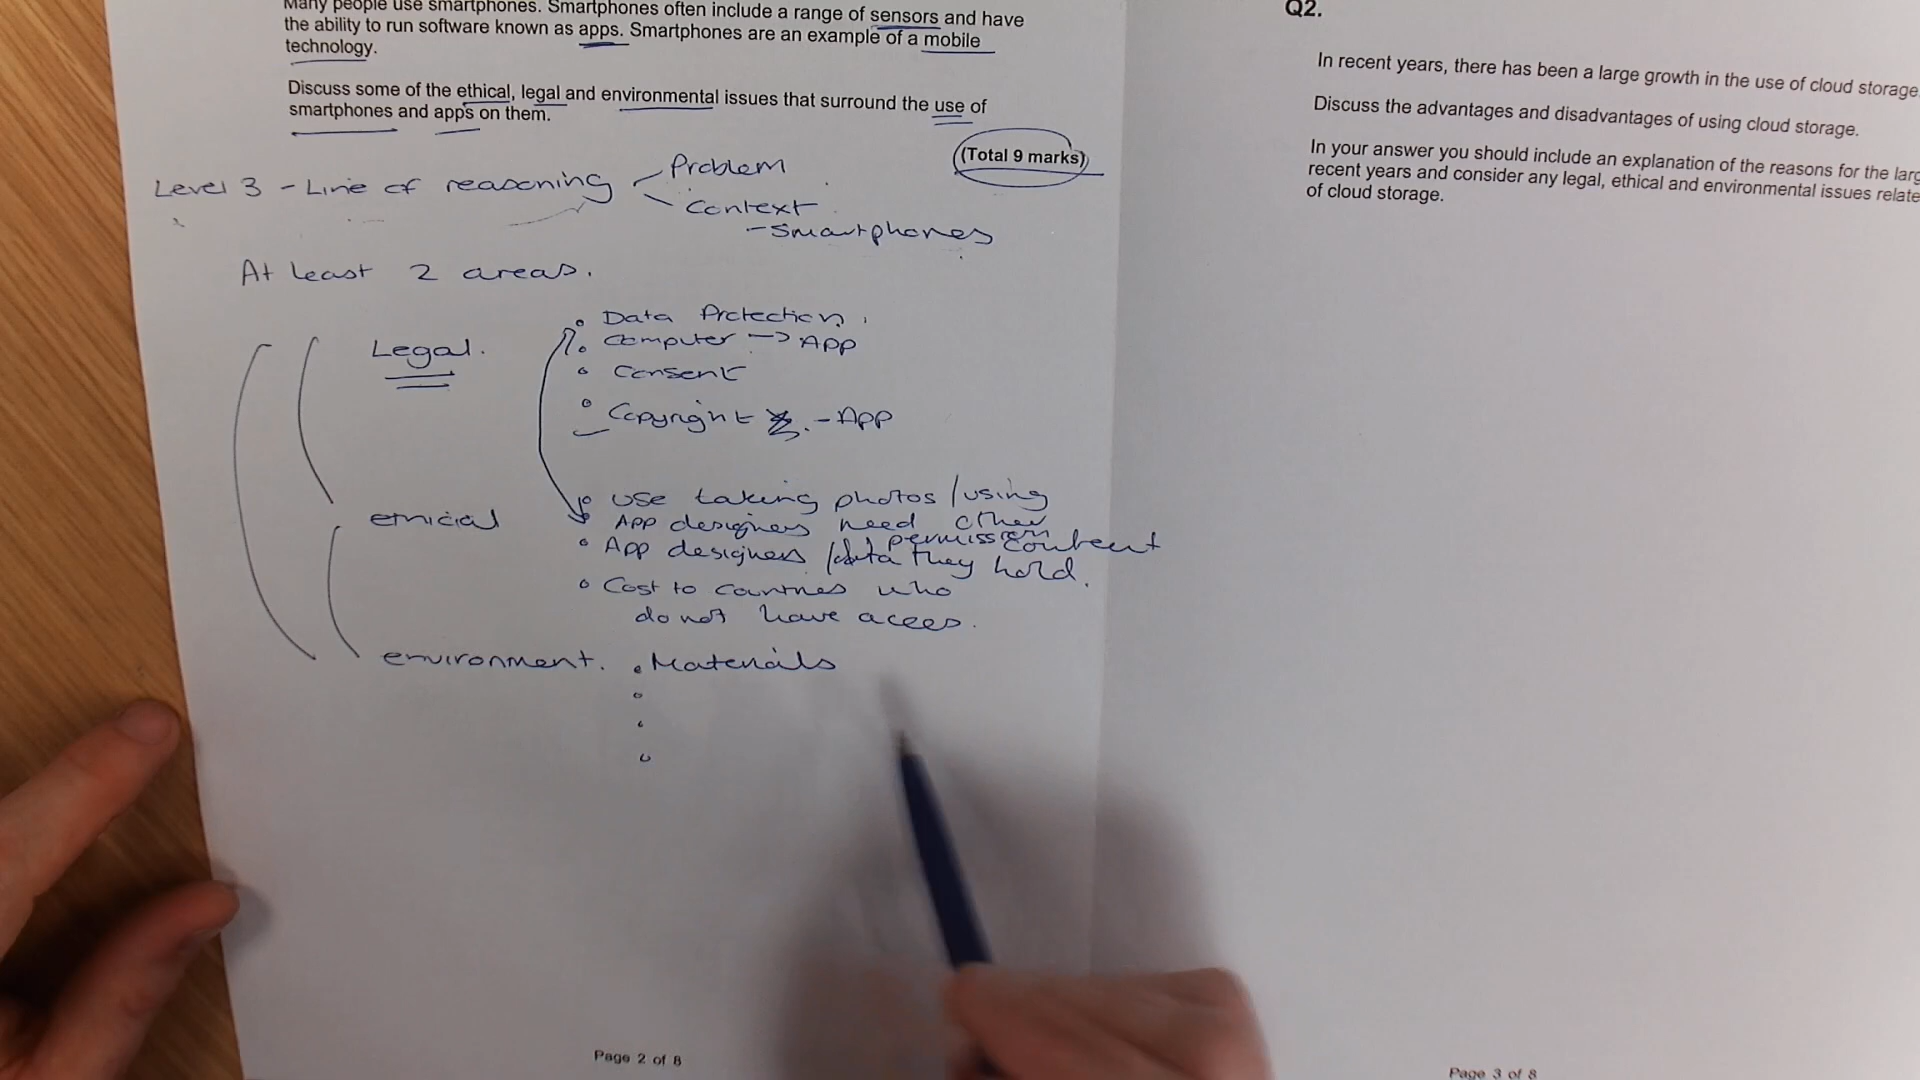 Many people use smartphones. Smartphones often include a range of sensors and have
the ability to run software known as apps. Smartphones are an example of a mobile
technology.
Discuss some of the ethical, legal and environmental issues that surround the use of
smartphones and apps on them.
(Total 9 marks)
Level 3 - Line of reasoning
Problem
Context
- Smartphones
At least 2 areas.
Legal.
Data Protection.
Computer -> App
Consent
Copyright - App
ethicial
use taking photos / using
other
content
App designers need
permission
App designers / data they hold.
Cost to countries who
do not have acees.
environment.
Materials
Page 2 of 8
Q2.
In recent years, there has been a large growth in the use of cloud storage
Discuss the advantages and disadvantages of using cloud storage.
In your answer you should include an explanation of the reasons for the larg
recent years and consider any legal, ethical and environmental issues relate
of cloud storage.
Page 3 of 8